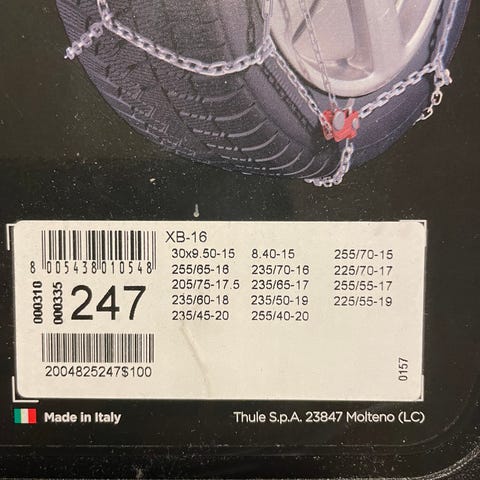 XB-16
30x9.50-15 8.40-15 255/70-15
255/65-16 235/70-16 225/70-17
205/75-17.5 235/65-17 255/55-17
235/60-18 235/50-19 225/55-19
235/45-20 255/40-20
8 005438 010548
000310
000335
247
2004825247$100
0157
Made in Italy
Thule S.p.A. 23847 Molteno (LC)